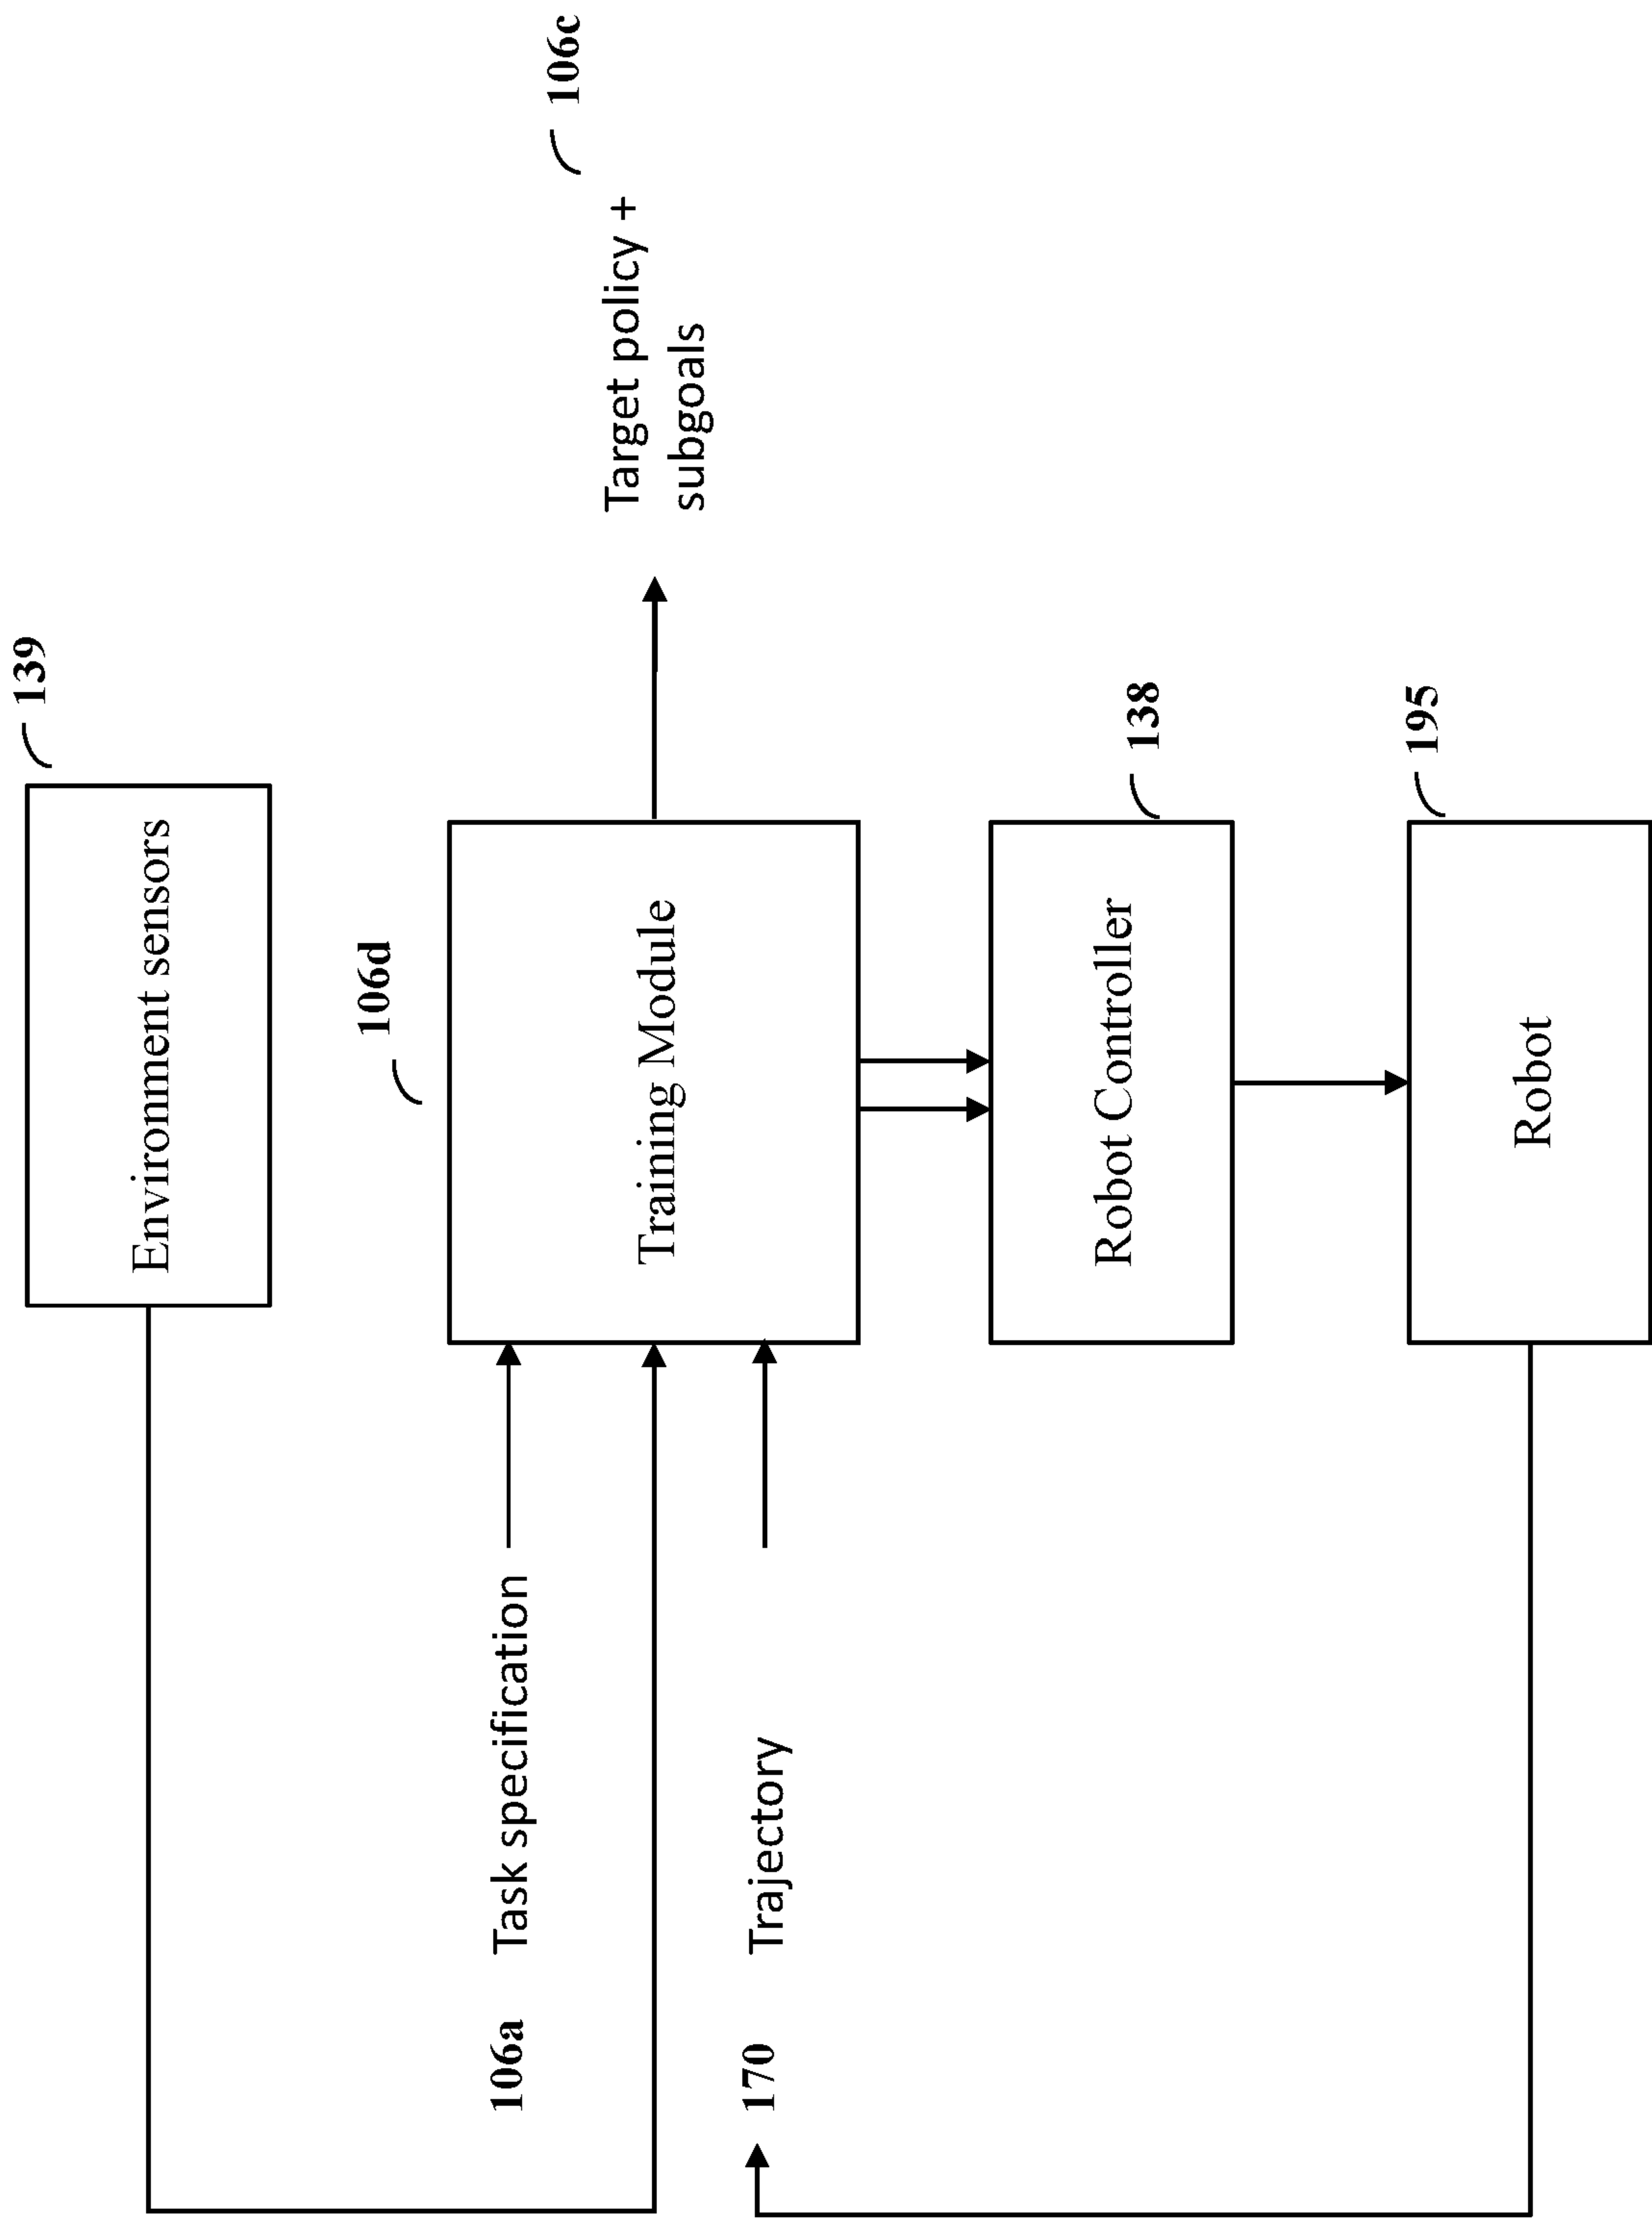 139
Environment sensors
106d
106a Task specification
Training Module
106c
Target policy +
subgoals
170 Trajectory
138
Robot Controller
195
Robot